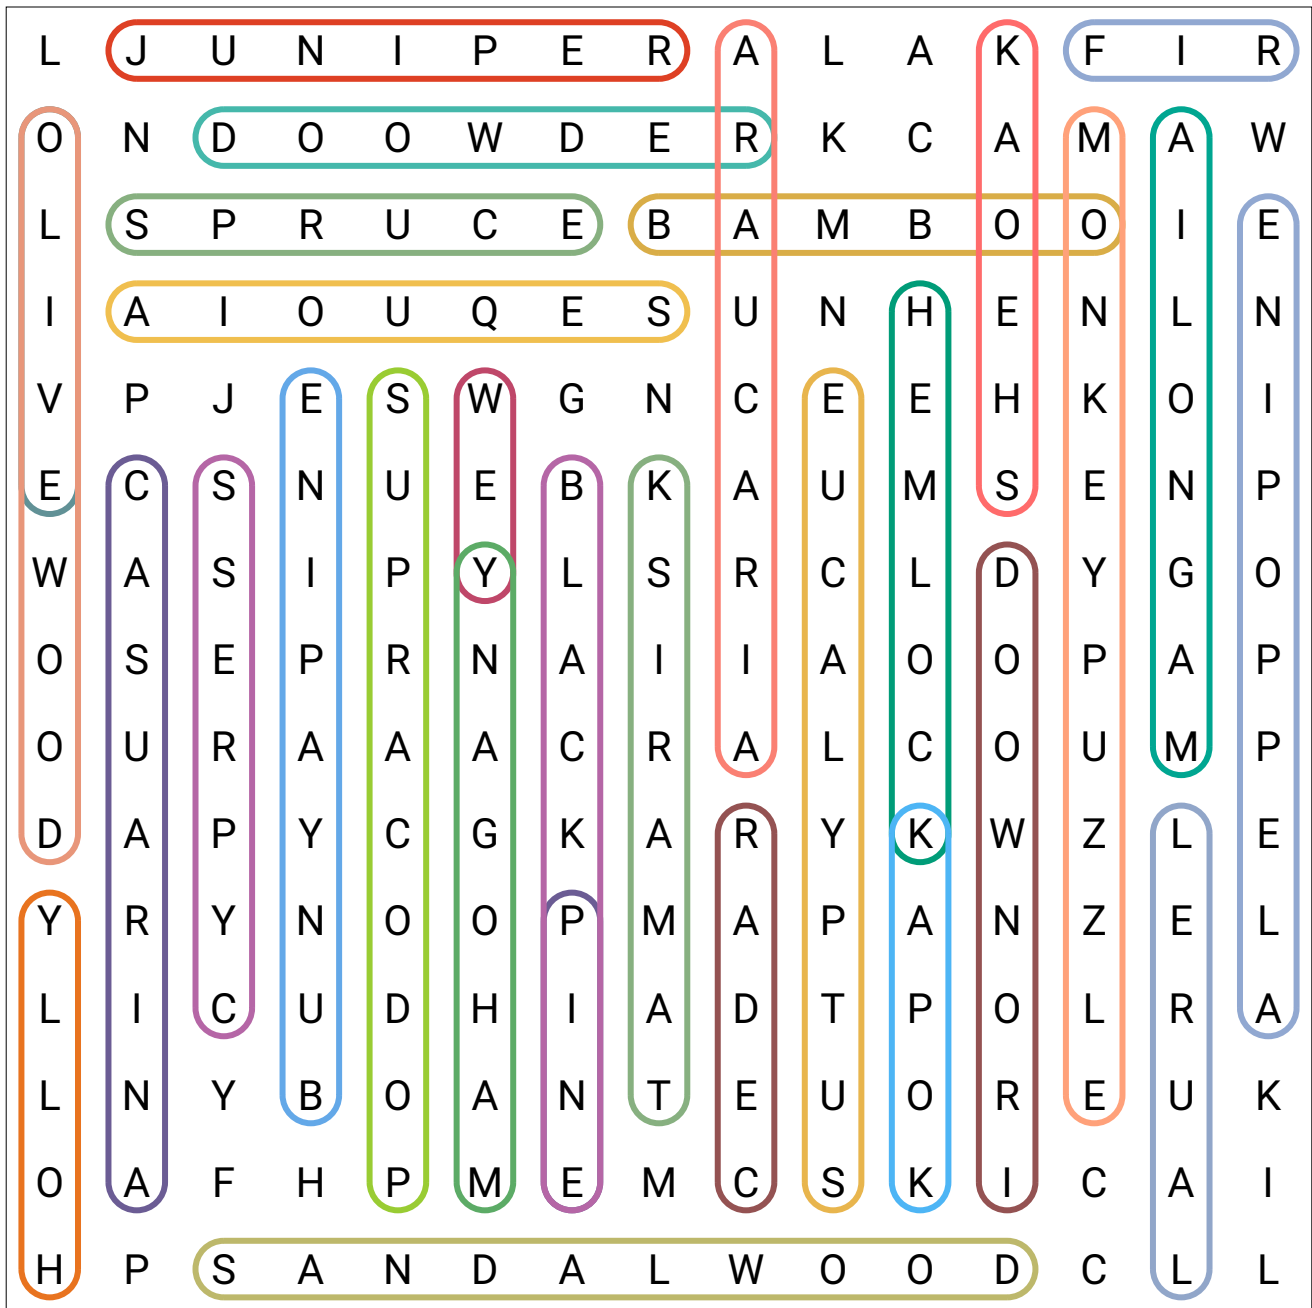 L J U N I P E R A L A K F I R
O N D O O W D E R K C A M A W
L S P R U C E B A M B O O I E
I A I O U Q E S U N H E N L N
V P J E S W G N C E E H K O I
E C S N U E B K A U M S E N P
W A S I P Y L S R C L D Y G O
O S E P R N A I I A O O P A P
O U R A A A C R A L C O U M P
D A P Y C G K A R Y K W Z L E
Y R Y N O O P M A P A N Z E L
L I C U D H I A D T P O L R A
L N Y B O A N T E U O R E U K
O A F H P M E M C S K I C A I
H P S A N D A L W O O D C L L